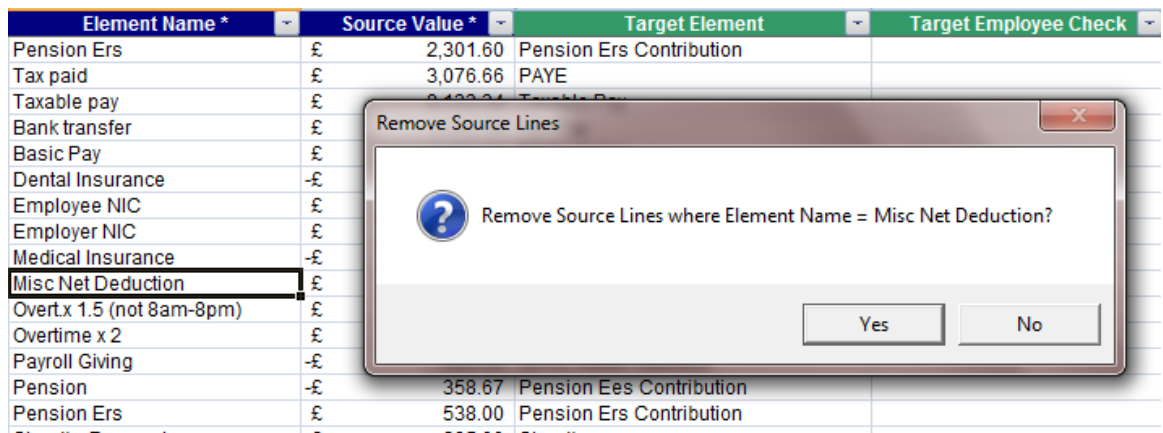 Element Name * Source Value * Target Element Target Employee Check
Pension Ers £ 2,301.60 Pension Ers Contribution
Tax paid £ 3,076.66 PAYE
Taxable pay £
Remove Source Lines
Bank transfer £
Basic Pay £
Dental Insurance -£
Employee NIC £
Remove Source Lines where Element Name = Misc Net Deduction?
Employer NIC £
Medical Insurance -£
Misc Net Deduction £
Overt.x 1.5 (not 8am-8pm) £
Yes No
Overtime x 2 £
Payroll Giving -£
Pension -£ 358.67 Pension Ees Contribution
Pension Ers £ 538.00 Pension Ers Contribution